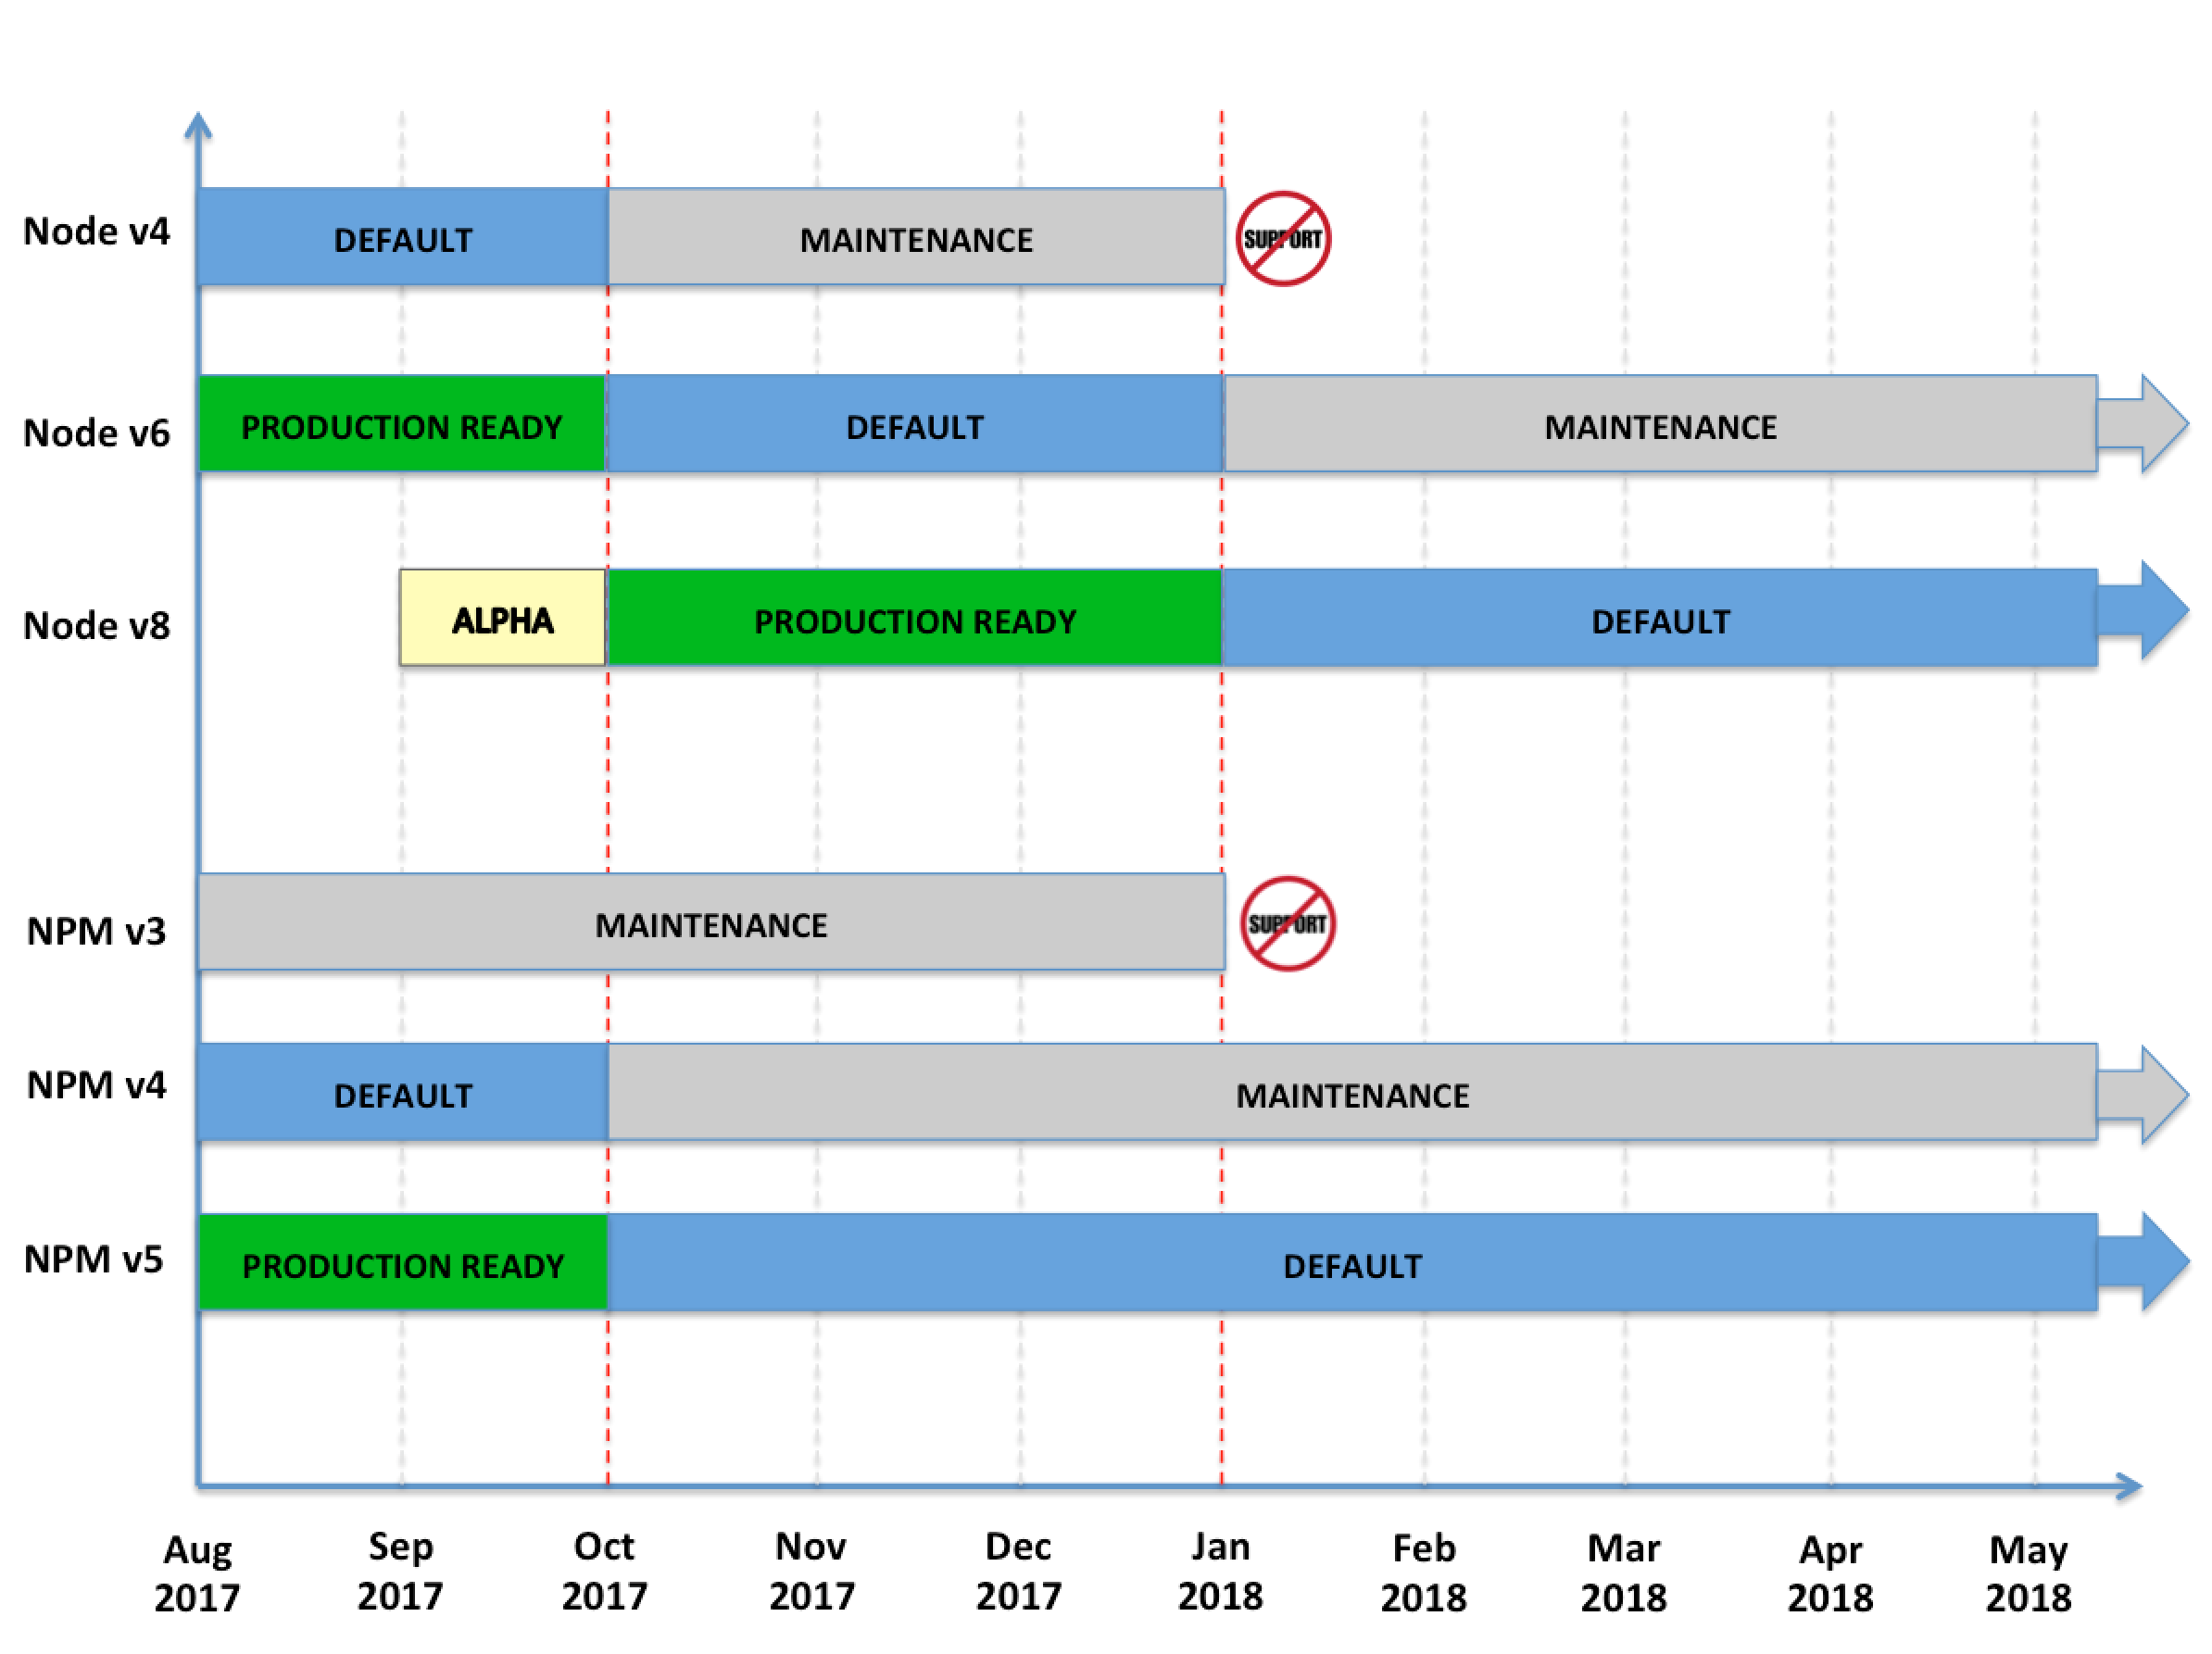 Node v4
DEFAULT
MAINTENANCE
SUPPORT
Node v6
PRODUCTION READY
DEFAULT
MAINTENANCE
Node v8
ALPHA
PRODUCTION READY
DEFAULT
NPM v3
MAINTENANCE
SUPPORT
NPM v4
DEFAULT
MAINTENANCE
NPM v5
PRODUCTION READY
DEFAULT
Aug
2017
Sep
2017
Oct
2017
Nov
2017
Dec
2017
Jan
2018
Feb
2018
Mar
2018
Apr
2018
May
2018